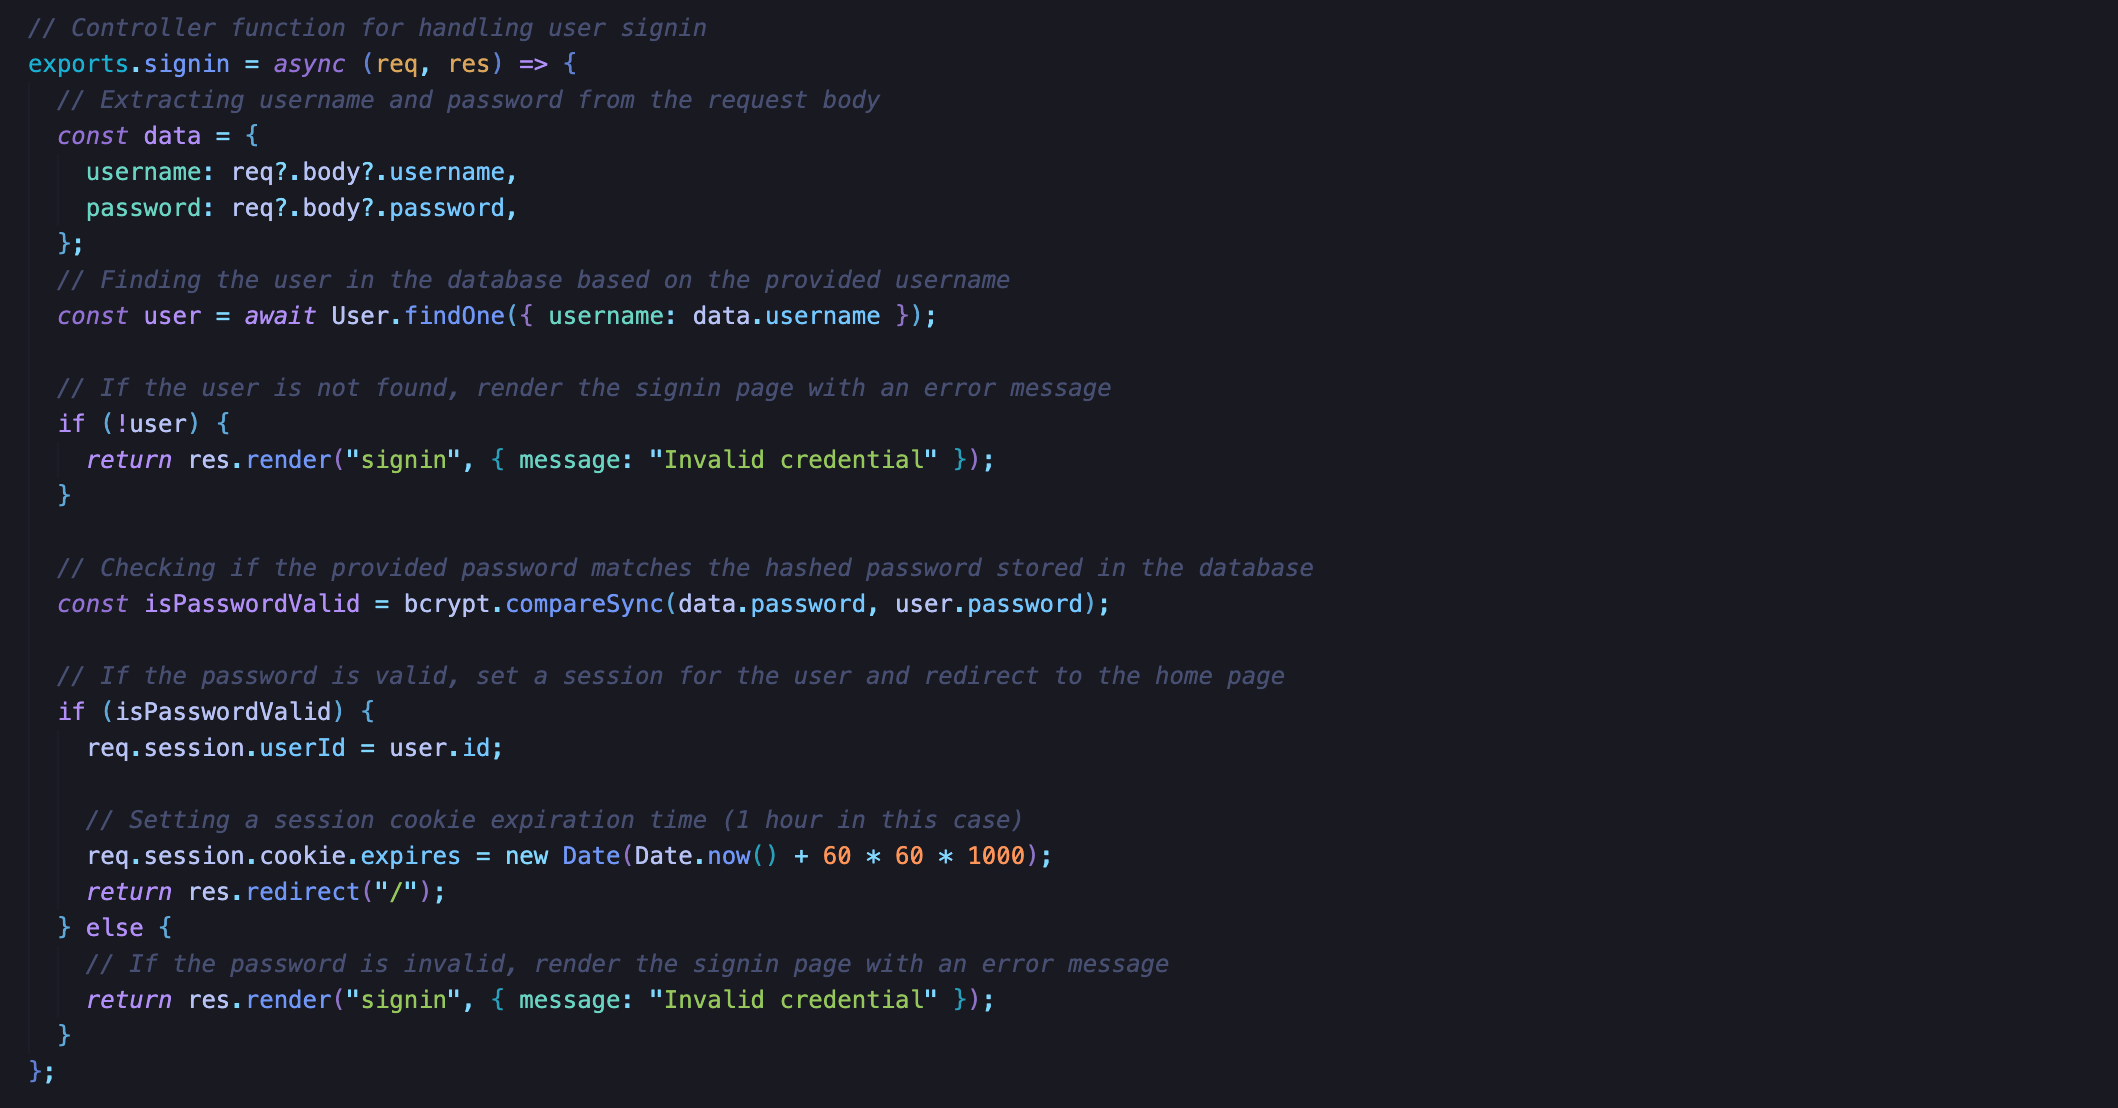 // Controller function for handling user signin
exports.signin = async (req, res) => {
  // Extracting username and password from the request body
  const data = {
    username: req?.body?.username,
    password: req?.body?.password,
  };
  // Finding the user in the database based on the provided username
  const user = await User.findOne({ username: data.username });

  // If the user is not found, render the signin page with an error message
  if (!user) {
    return res.render("signin", { message: "Invalid credential" });
  }

  // Checking if the provided password matches the hashed password stored in the database
  const isPasswordValid = bcrypt.compareSync(data.password, user.password);

  // If the password is valid, set a session for the user and redirect to the home page
  if (isPasswordValid) {
    req.session.userId = user.id;

    // Setting a session cookie expiration time (1 hour in this case)
    req.session.cookie.expires = new Date(Date.now() + 60 * 60 * 1000);
    return res.redirect("/");
  } else {
    // If the password is invalid, render the signin page with an error message
    return res.render("signin", { message: "Invalid credential" });
  }
};